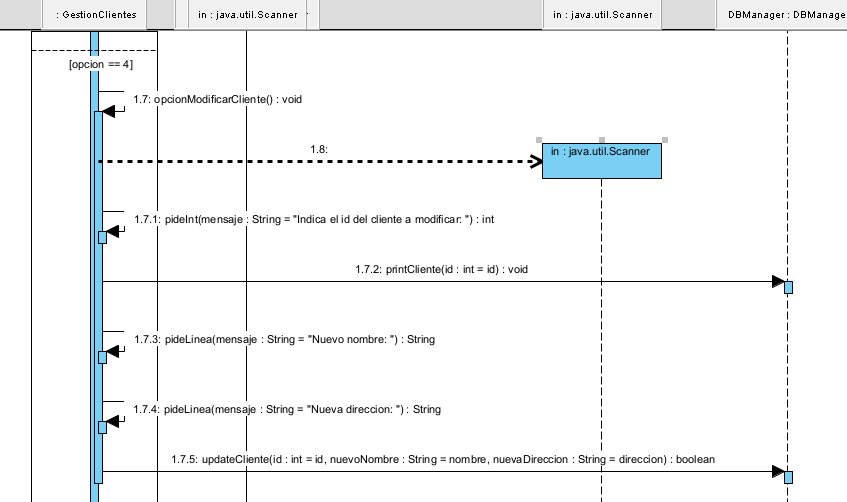 : GestionClientes
in : java.util.Scanner
in : java.util.Scanner
DBManager : DBManage
[opcion == 4]
1.7: opcionModificarCliente() : void
1.8:
in : java.util.Scanner
1.7.1: pideInt(mensaje : String = "Indica el id del cliente a modificar: ") : int
1.7.2: printCliente(id : int = id) : void
1.7.3: pideLinea(mensaje : String = "Nuevo nombre: ") : String
1.7.4: pideLinea(mensaje : String = "Nueva direccion: ") : String
1.7.5: updateCliente(id : int = id, nuevoNombre : String = nombre, nuevaDireccion : String = direccion) : boolean